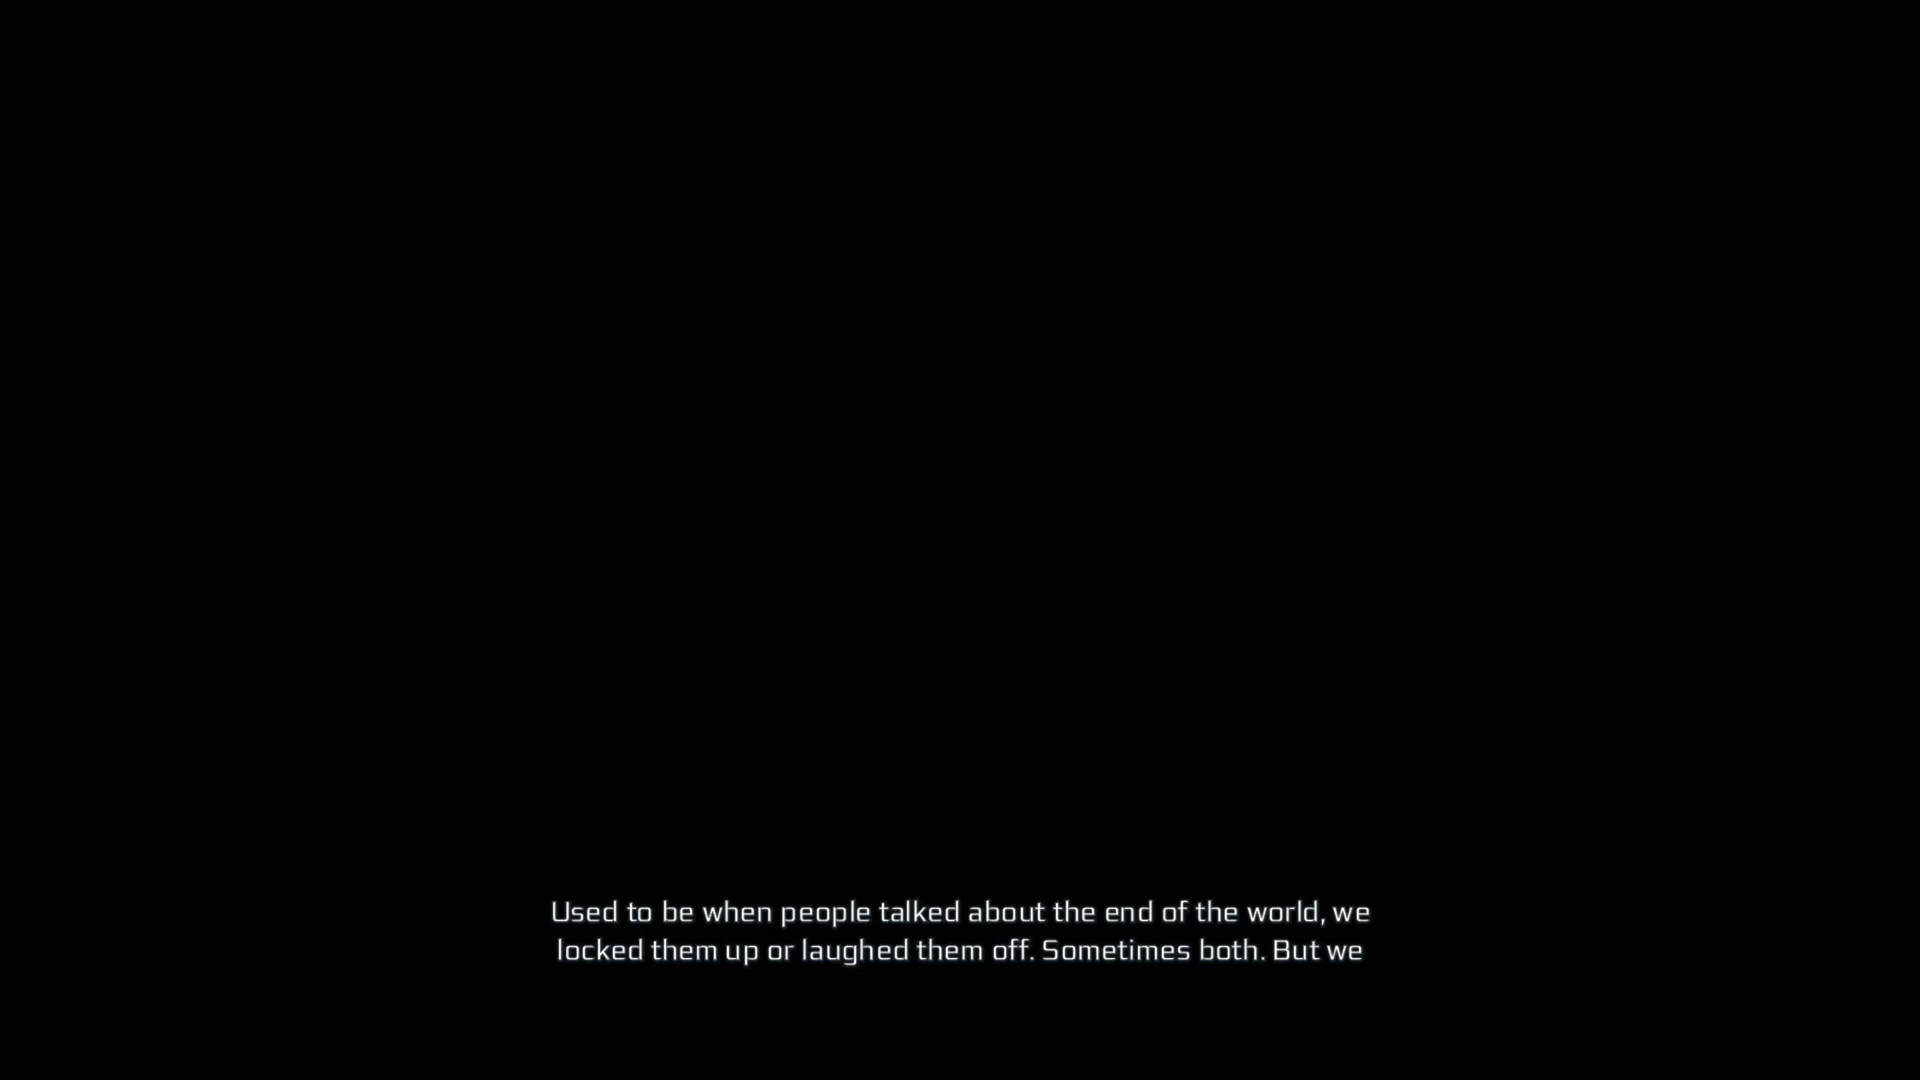 Used to be when people talked about the end of the world, we
locked them up or laughed them off. Sometimes both. But we